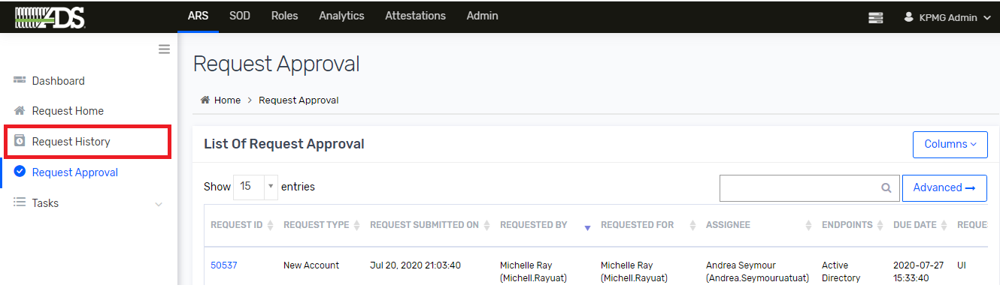 ADS
ARS SOD Roles Analytics Attestations Admin KPMG Admin
Dashboard
Request Home
Request History
Request Approval
Tasks
Request Approval
Home > Request Approval
List Of Request Approval
Columns
Show 15 entries
Advanced
REQUEST ID REQUEST TYPE REQUEST SUBMITTED ON REQUESTED BY REQUESTED FOR ASSIGNEE ENDPOINTS DUE DATE REQUE
50537 New Account Jul 20, 2020 21:03:40 Michelle Ray Michelle Ray Andrea Seymour Active 2020-07-27 UI
(Michell.Rayuat) (Michell.Rayuat) (Andrea.Seymouruatuat) Directory 15:33:40